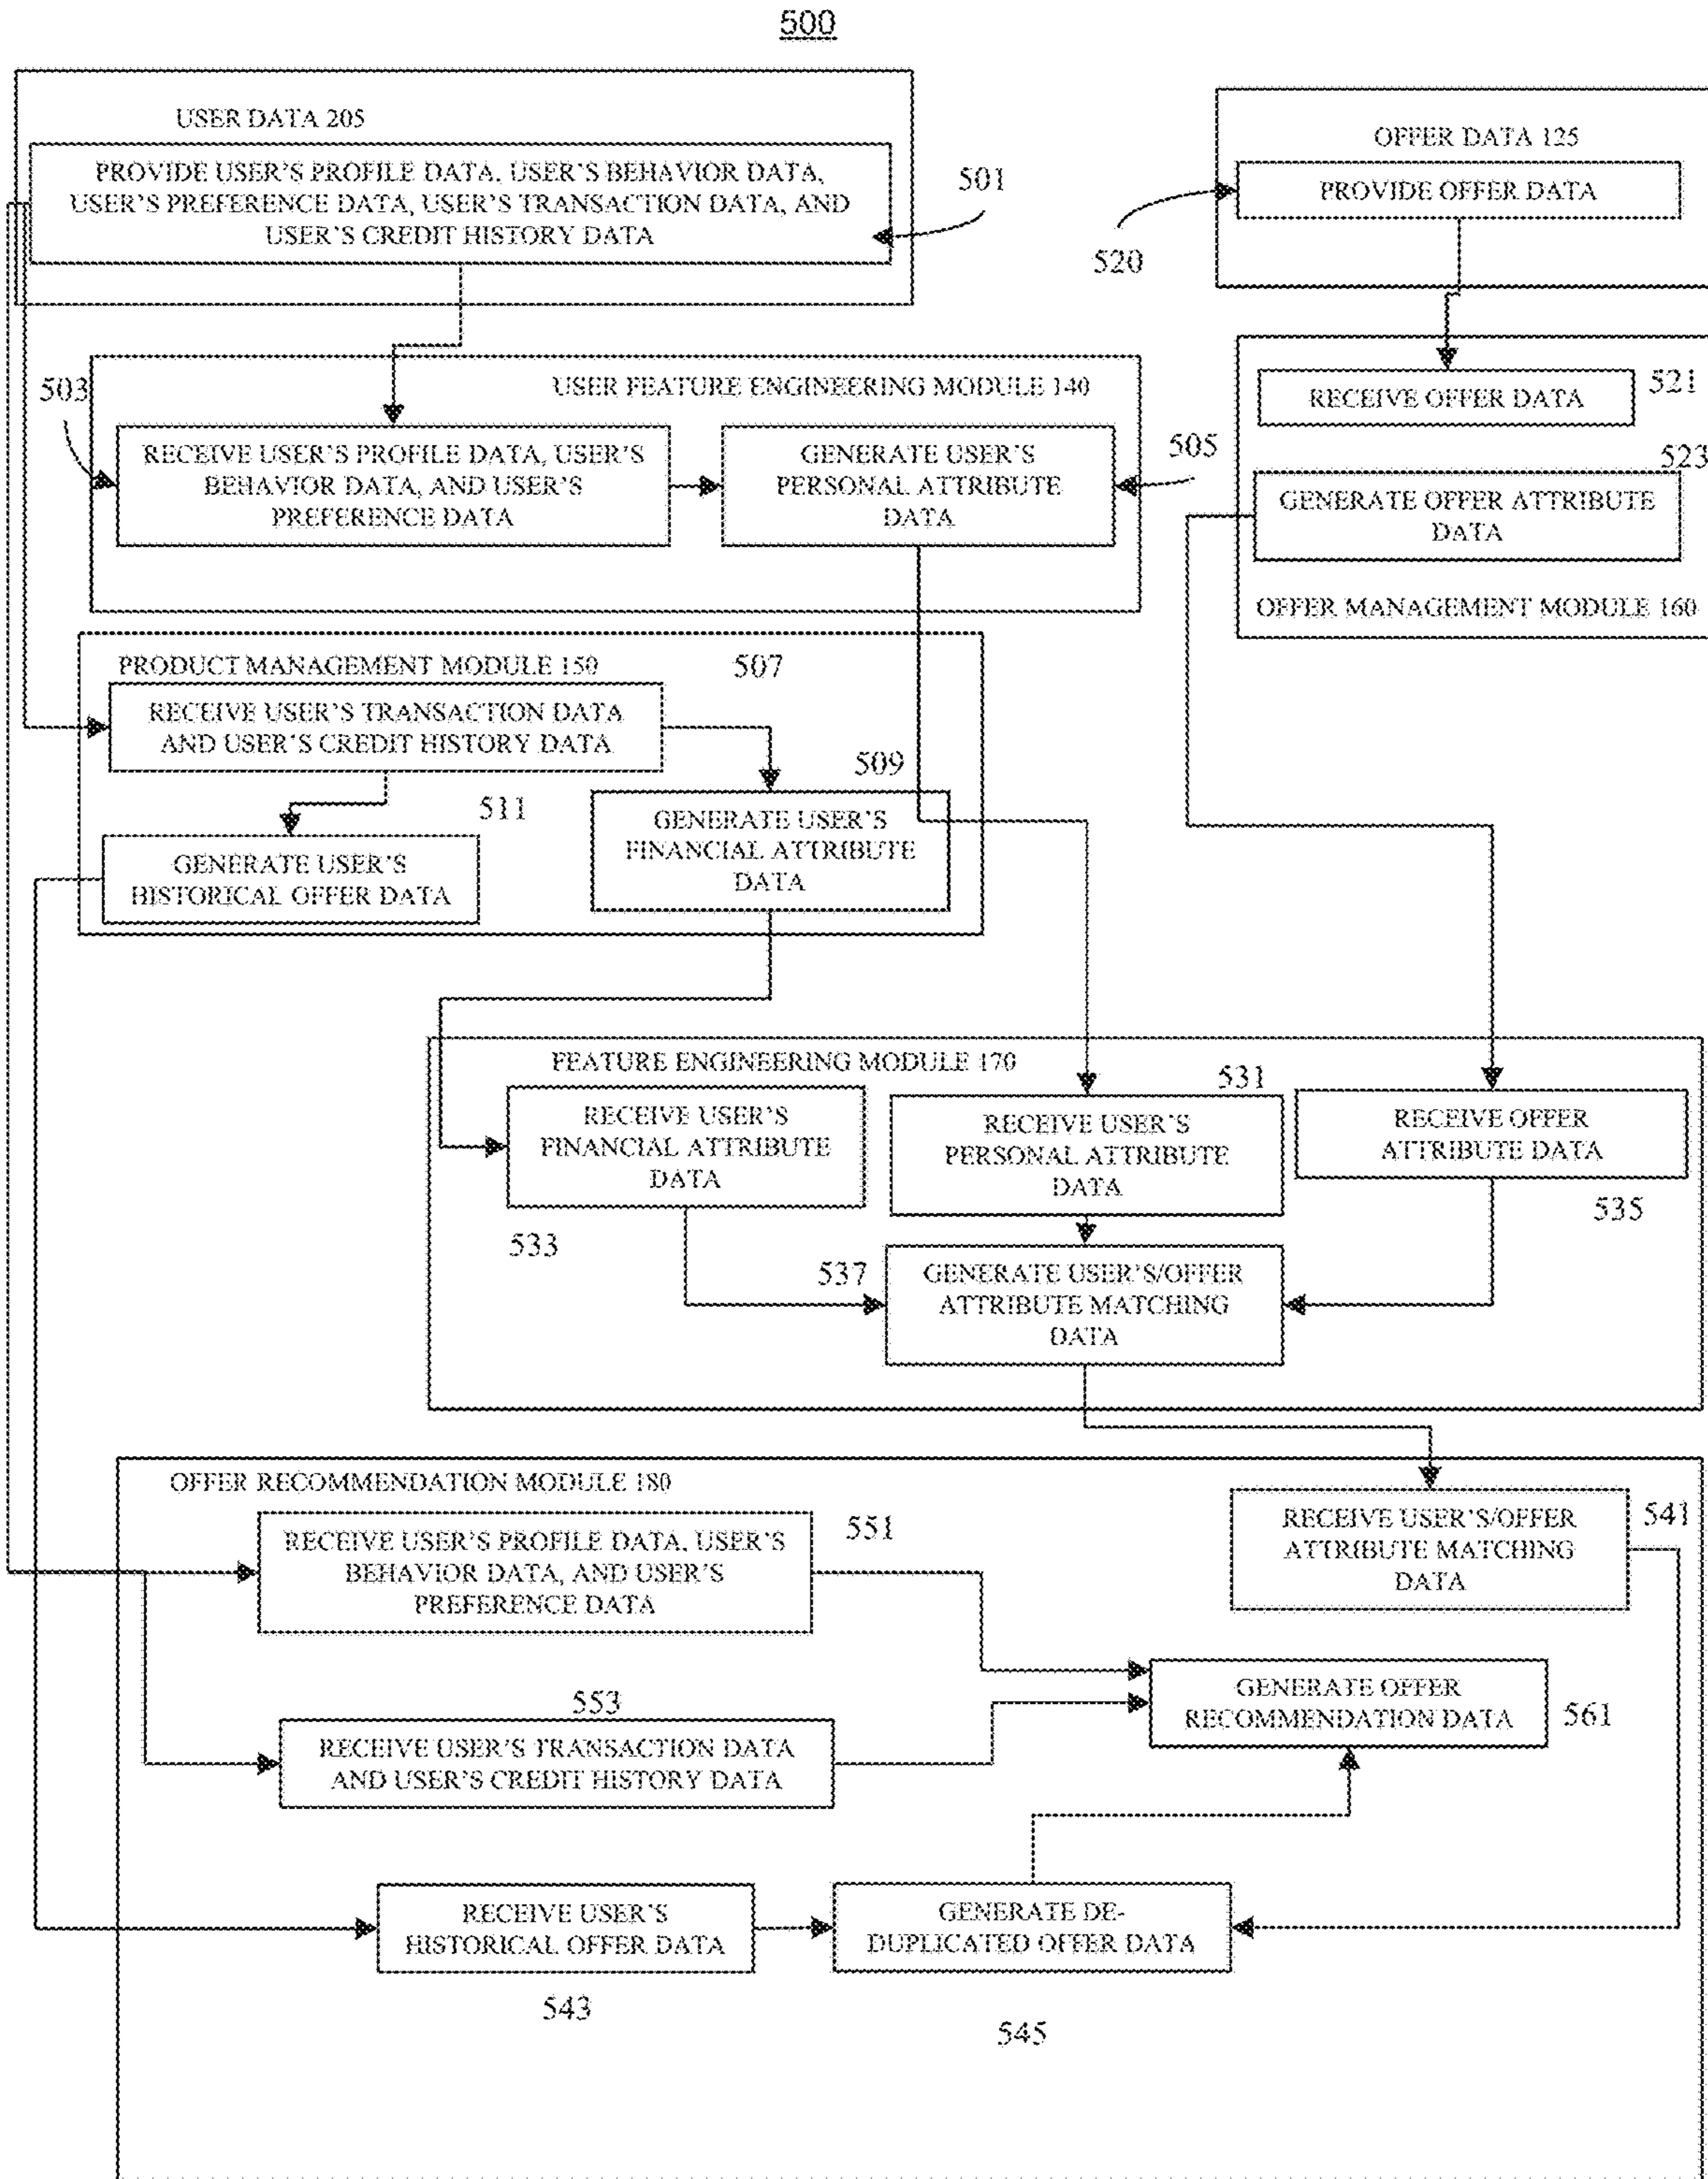 500
USER DATA 205
PROVIDE USER'S PROFILE DATA, USER'S BEHAVIOR DATA,
USER'S PREFERENCE DATA, USER'S TRANSACTION DATA, AND
USER'S CREDIT HISTORY DATA
501
OFFER DATA 125
PROVIDE OFFER DATA
520
503
USER FEATURE ENGINEERING MODULE 140
RECEIVE USER'S PROFILE DATA, USER'S
BEHAVIOR DATA, AND USER'S
PREFERENCE DATA
GENERATE USER'S
PERSONAL ATTRIBUTE
DATA
505
RECEIVE OFFER DATA
521
523
GENERATE OFFER ATTRIBUTE
DATA
OFFER MANAGEMENT MODULE 160
PRODUCT MANAGEMENT MODULE 150
507
RECEIVE USER'S TRANSACTION DATA
AND USER'S CREDIT HISTORY DATA
509
511
GENERATE USER'S
FINANCIAL ATTRIBUTE
DATA
GENERATE USER'S
HISTORICAL OFFER DATA
FEATURE ENGINEERING MODULE 170
531
RECEIVE USER'S
FINANCIAL ATTRIBUTE
DATA
RECEIVE USER'S
PERSONAL ATTRIBUTE
DATA
RECEIVE OFFER
ATTRIBUTE DATA
533
535
537
GENERATE USER'S/OFFER
ATTRIBUTE MATCHING
DATA
OFFER RECOMMENDATION MODULE 180
RECEIVE USER'S PROFILE DATA, USER'S
BEHAVIOR DATA, AND USER'S
PREFERENCE DATA
551
RECEIVE USER'S/OFFER
ATTRIBUTE MATCHING
DATA
541
553
RECEIVE USER'S TRANSACTION DATA
AND USER'S CREDIT HISTORY DATA
GENERATE OFFER
RECOMMENDATION DATA
561
RECEIVE USER'S
HISTORICAL OFFER DATA
GENERATE DE-
DUPLICATED OFFER DATA
543
545